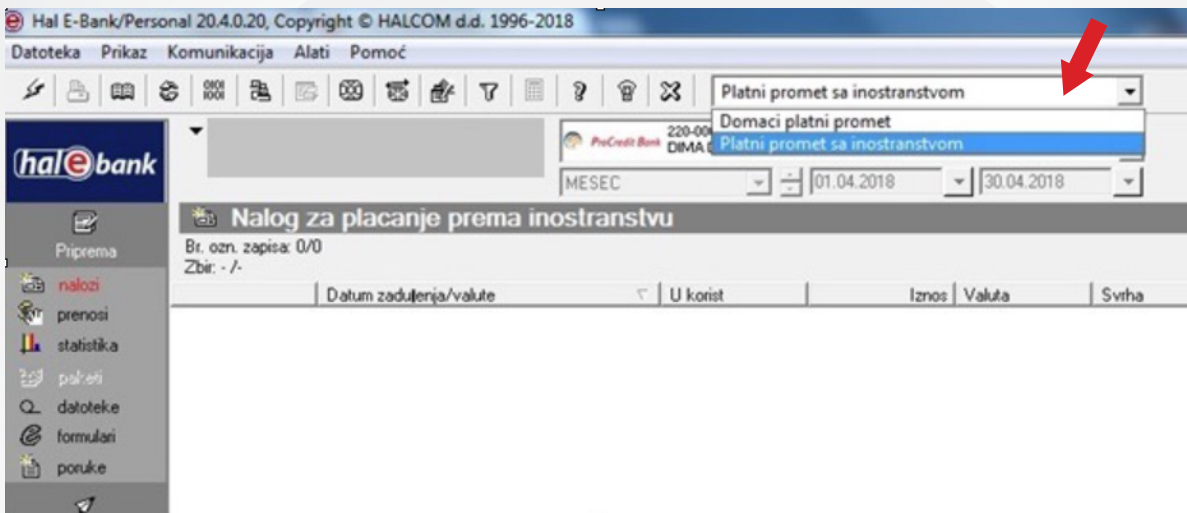 Hal E-Bank/Personal 20.4.0.20, Copyright © HALCOM d.d. 1996-2018
Datoteka Prikaz Komunikacija Alati Pomoć
Platni promet sa inostranstvom
Domaci platni promet
Platni promet sa inostranstvom
hal e bank
ProCredit Bank
DIMA
MESEC 01.04.2018 30.04.2018
Nalog za placanje prema inostranstvu
Priprema
Br. ozn. zapisa: 0/0
Zbir: - /-
Datum zaduženja/valute U korist Iznos Valuta Svrha
nalozi
prenosi
statistika
paketi
datoteke
formulari
poruke